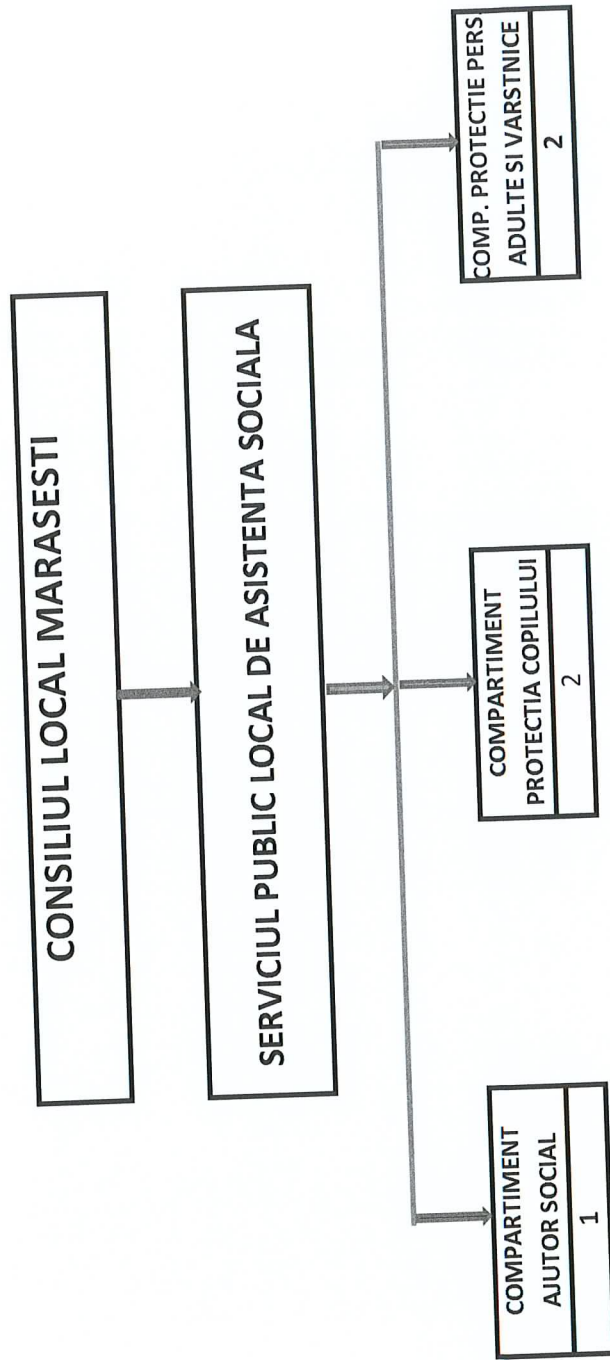 CONSILIUL LOCAL MARASESTI
SERVICIUL PUBLIC LOCAL DE ASISTENTA SOCIALA
COMPARTIMENT
AJUTOR SOCIAL
1
COMPARTIMENT
PROTECTIA COPILULUI
2
COMP. PROTECTIE PERS.
ADULTE SI VARSTNICE
2